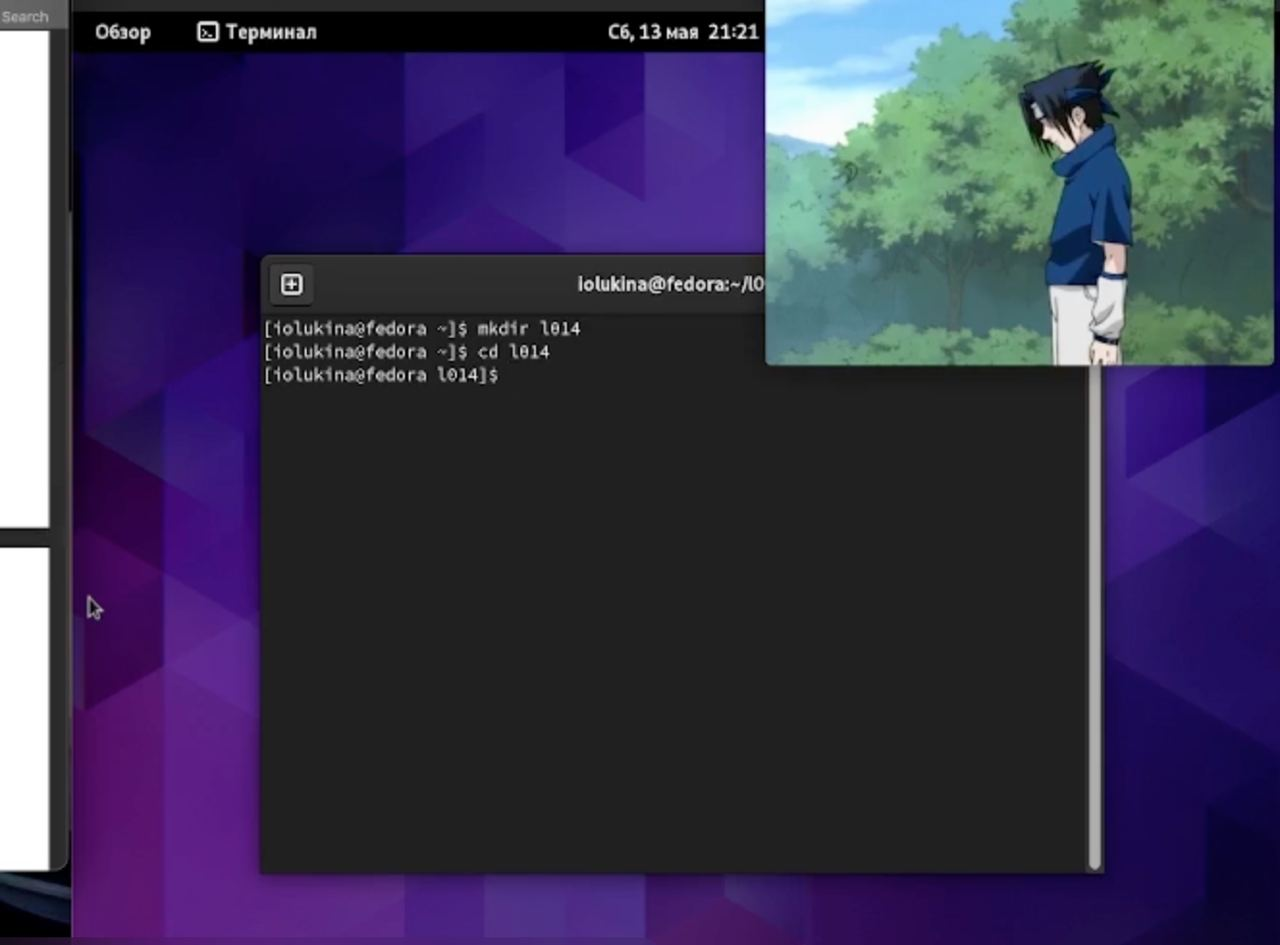 Search
Обзор Терминал Сб, 13 мая 21:21
iolukina@fedora:~/l0
[iolukina@fedora ~]$ mkdir l014
[iolukina@fedora ~]$ cd l014
[iolukina@fedora l014]$